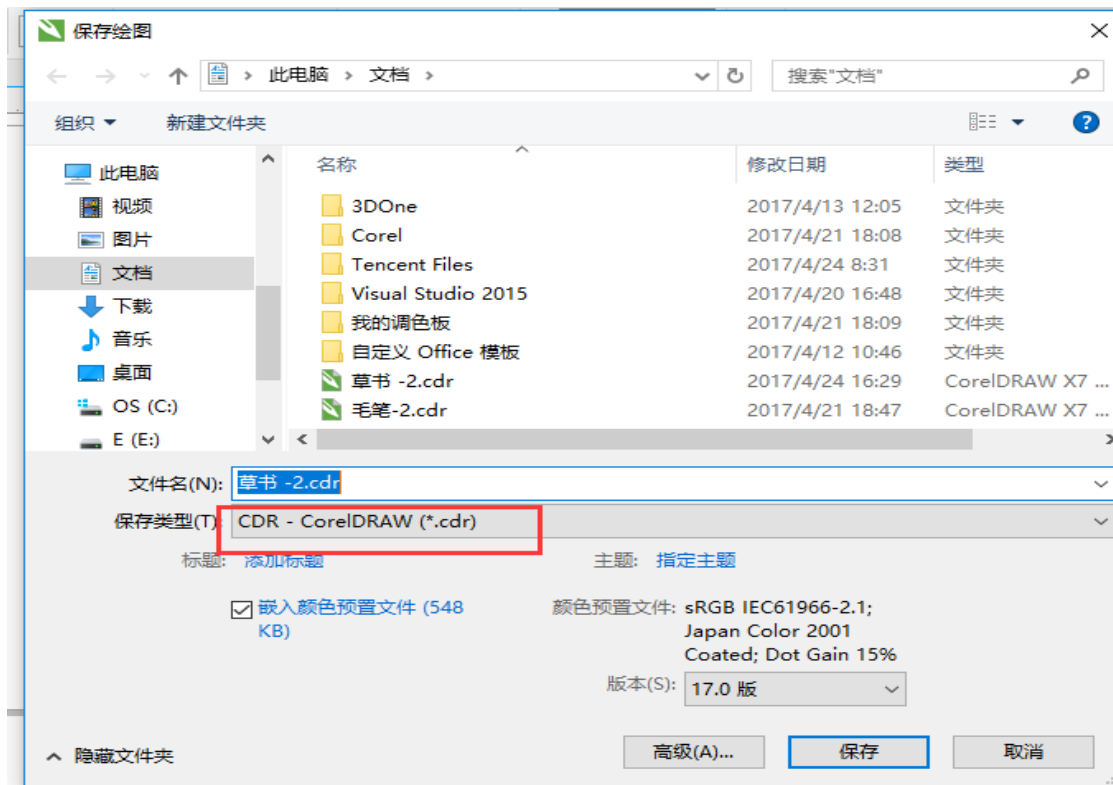 保存绘图
此电脑 › 文档 ›
搜索"文档"
组织
新建文件夹
名称 修改日期 类型
此电脑
视频
图片
文档
下载
音乐
桌面
OS (C:)
E (E:)
3DOne 2017/4/13 12:05 文件夹
Corel 2017/4/21 18:08 文件夹
Tencent Files 2017/4/24 8:31 文件夹
Visual Studio 2015 2017/4/20 16:48 文件夹
我的调色板 2017/4/21 18:09 文件夹
自定义 Office 模板 2017/4/12 10:46 文件夹
草书 -2.cdr 2017/4/24 16:29 CorelDRAW X7 ...
毛笔-2.cdr 2017/4/21 18:47 CorelDRAW X7 ...
文件名(N): 草书 -2.cdr
保存类型(T): CDR - CorelDRAW (*.cdr)
标题: 添加标题 主题: 指定主题
嵌入颜色预置文件 (548
KB)
颜色预置文件: sRGB IEC61966-2.1;
Japan Color 2001
Coated; Dot Gain 15%
版本(S): 17.0 版
隐藏文件夹 高级(A)... 保存 取消